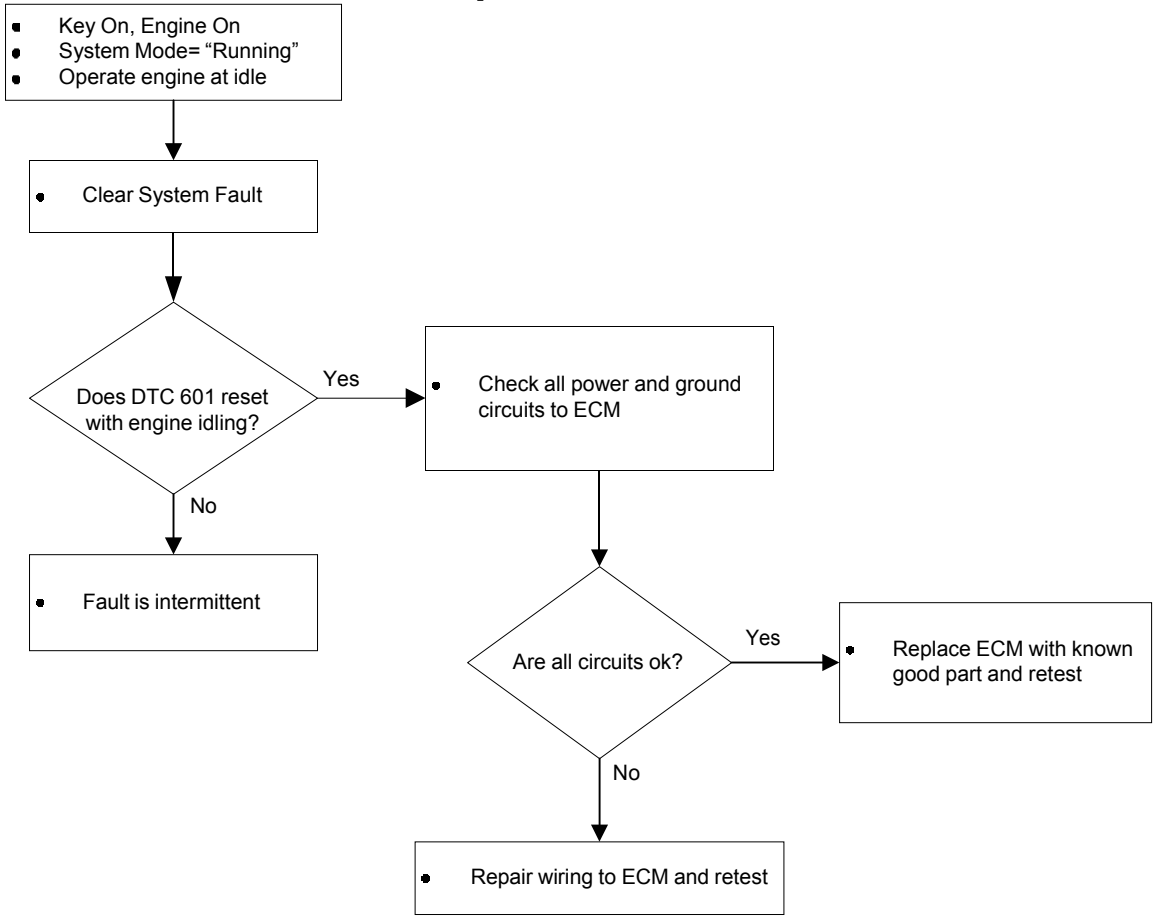 • Key On, Engine On
• System Mode= “Running”
• Operate engine at idle
• Clear System Fault
Does DTC 601 reset
with engine idling?
Yes
• Check all power and ground
circuits to ECM
No
• Fault is intermittent
Are all circuits ok?
Yes
• Replace ECM with known
good part and retest
No
• Repair wiring to ECM and retest